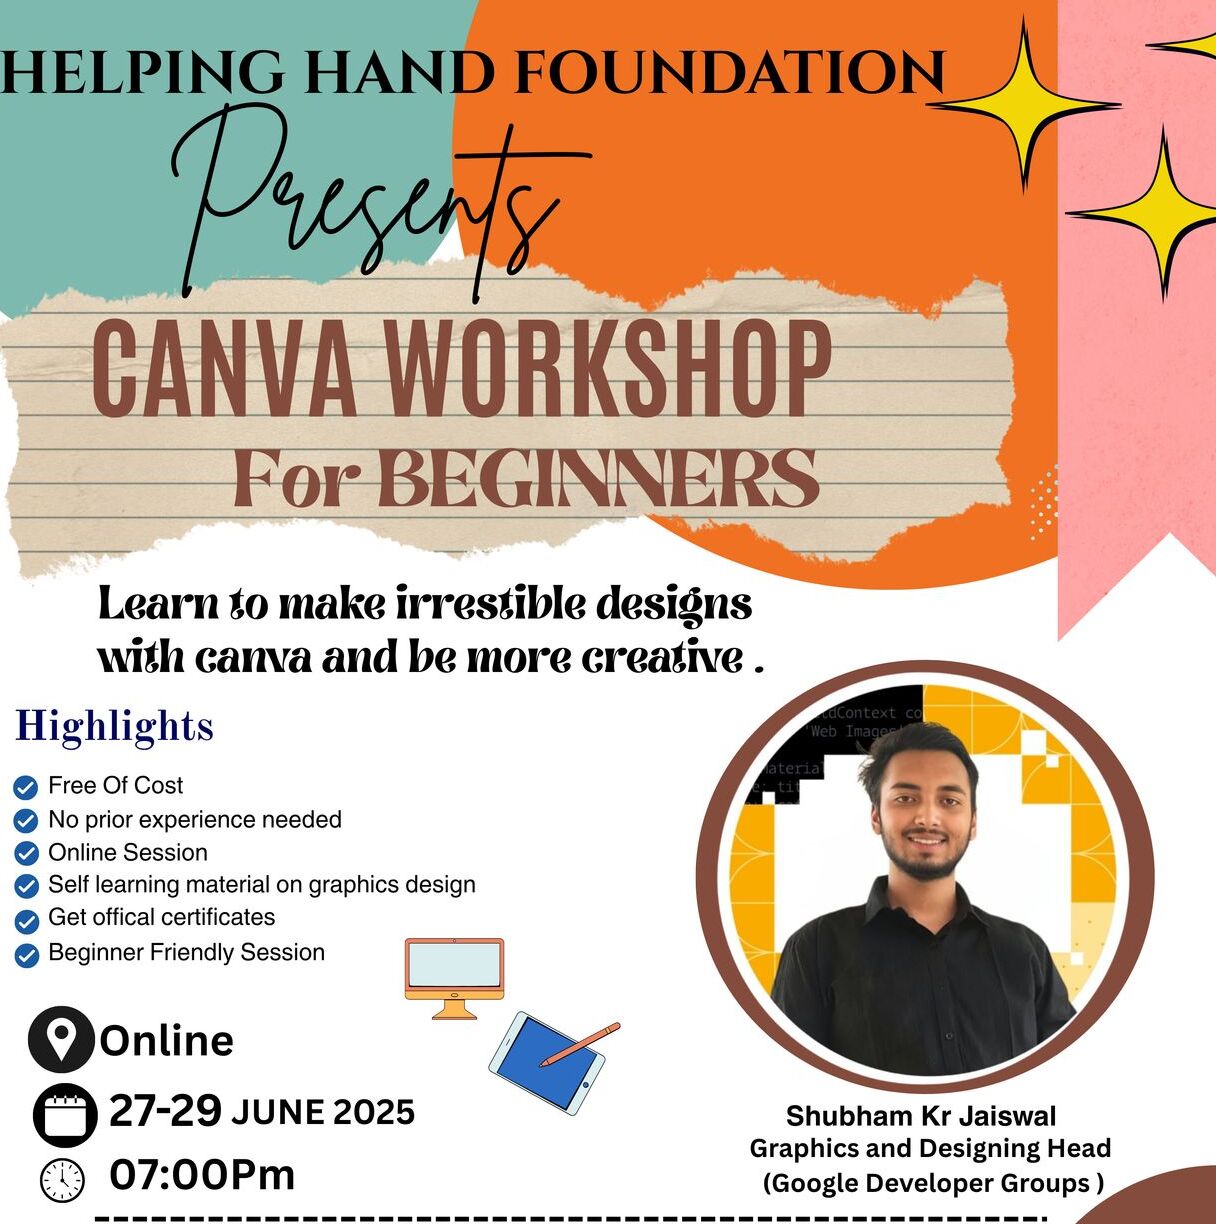 HELPING HAND FOUNDATION
Presents
CANVA WORKSHOP
For BEGINNERS
Learn to make irrestible designs
with canva and be more creative .
Highlights
Free Of Cost
No prior experience needed
Online Session
Self learning material on graphics design
Get offical certificates
Beginner Friendly Session
Online
27-29 JUNE 2025
07:00Pm
Shubham Kr Jaiswal
Graphics and Designing Head
(Google Developer Groups )